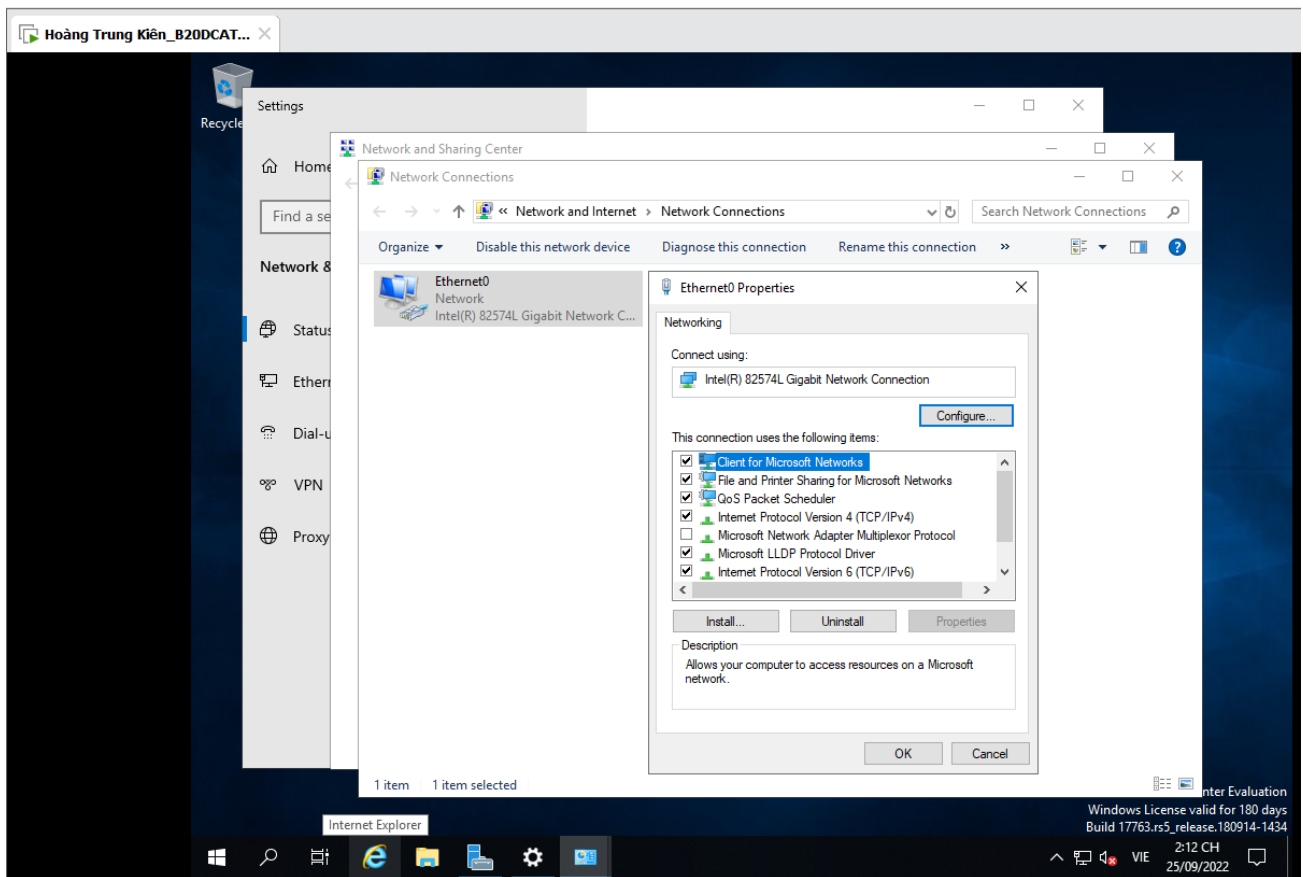 Hoàng Trung Kiên_B20DCAT...
Recycle
Settings
Home
Find a se
Network &
Status
Ethern
Dial-u
VPN
Proxy
Network and Sharing Center
Network Connections
« Network and Internet > Network Connections
Search Network Connections
Organize Disable this network device Diagnose this connection Rename this connection »
Ethernet0
Network
Intel(R) 82574L Gigabit Network C...
Ethernet0 Properties
Networking
Connect using:
Intel(R) 82574L Gigabit Network Connection
Configure...
This connection uses the following items:
Client for Microsoft Networks
File and Printer Sharing for Microsoft Networks
QoS Packet Scheduler
Internet Protocol Version 4 (TCP/IPv4)
Microsoft Network Adapter Multiplexor Protocol
Microsoft LLDP Protocol Driver
Internet Protocol Version 6 (TCP/IPv6)
Install... Uninstall Properties
Description
Allows your computer to access resources on a Microsoft
network.
OK Cancel
1 item 1 item selected
nter Evaluation
Windows License valid for 180 days
Build 17763.rs5_release.180914-1434
Internet Explorer
VIE
2:12 CH
25/09/2022